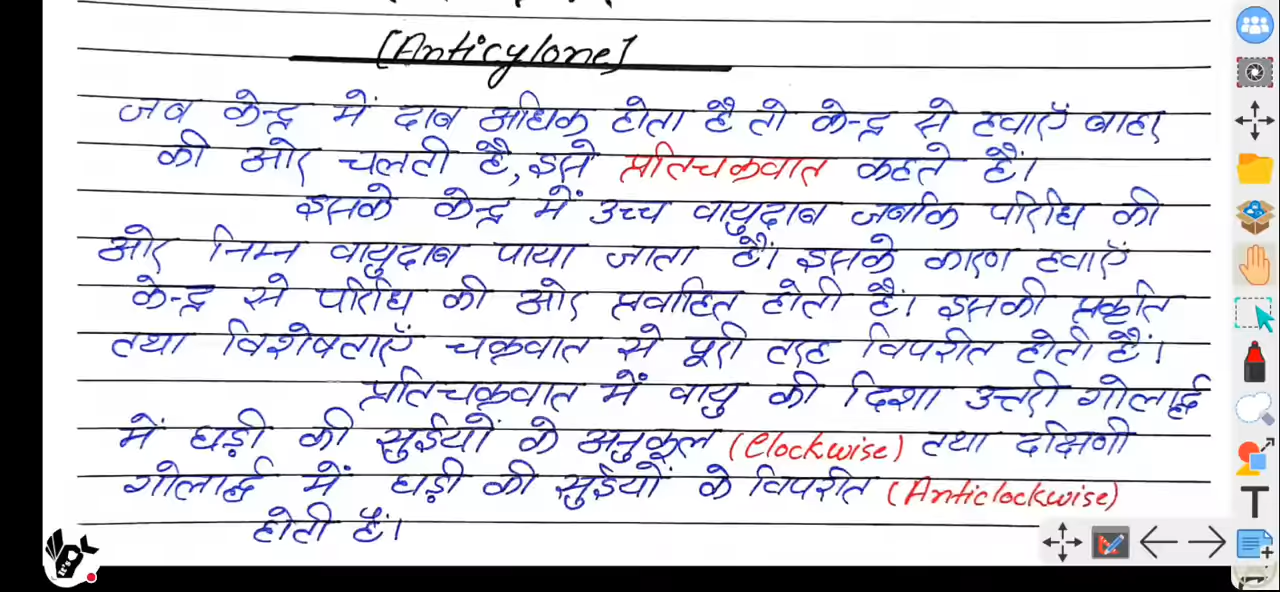 [Anticylone]
जब केन्द्र में दाब अधिक होता है तो केन्द्र से हवाएँ बाहर
की ओर चलती है, इसे प्रतिचक्रवात कहते हैं।
इसके केन्द्र में उच्च वायुदाब जबकि परिधि की
ओर निम्न वायुदाब पाया जाता हैं। इसके कारण हवाएँ
केन्द्र से परिधि की ओर प्रवाहित होती हैं। इसकी प्रकृति
तथा विशेषताएँ चक्रवात से पूरी तरह विपरीत होती हैं।
प्रतिचक्रवात में वायु की दिशा उत्तरी गोलार्द्ध
में घड़ी की सुईयों के अनुकूल (Clockwise) तथा दक्षिणी
गोलार्द्ध में घड़ी की सुईयों के विपरीत (Anticlockwise)
होती हैं।